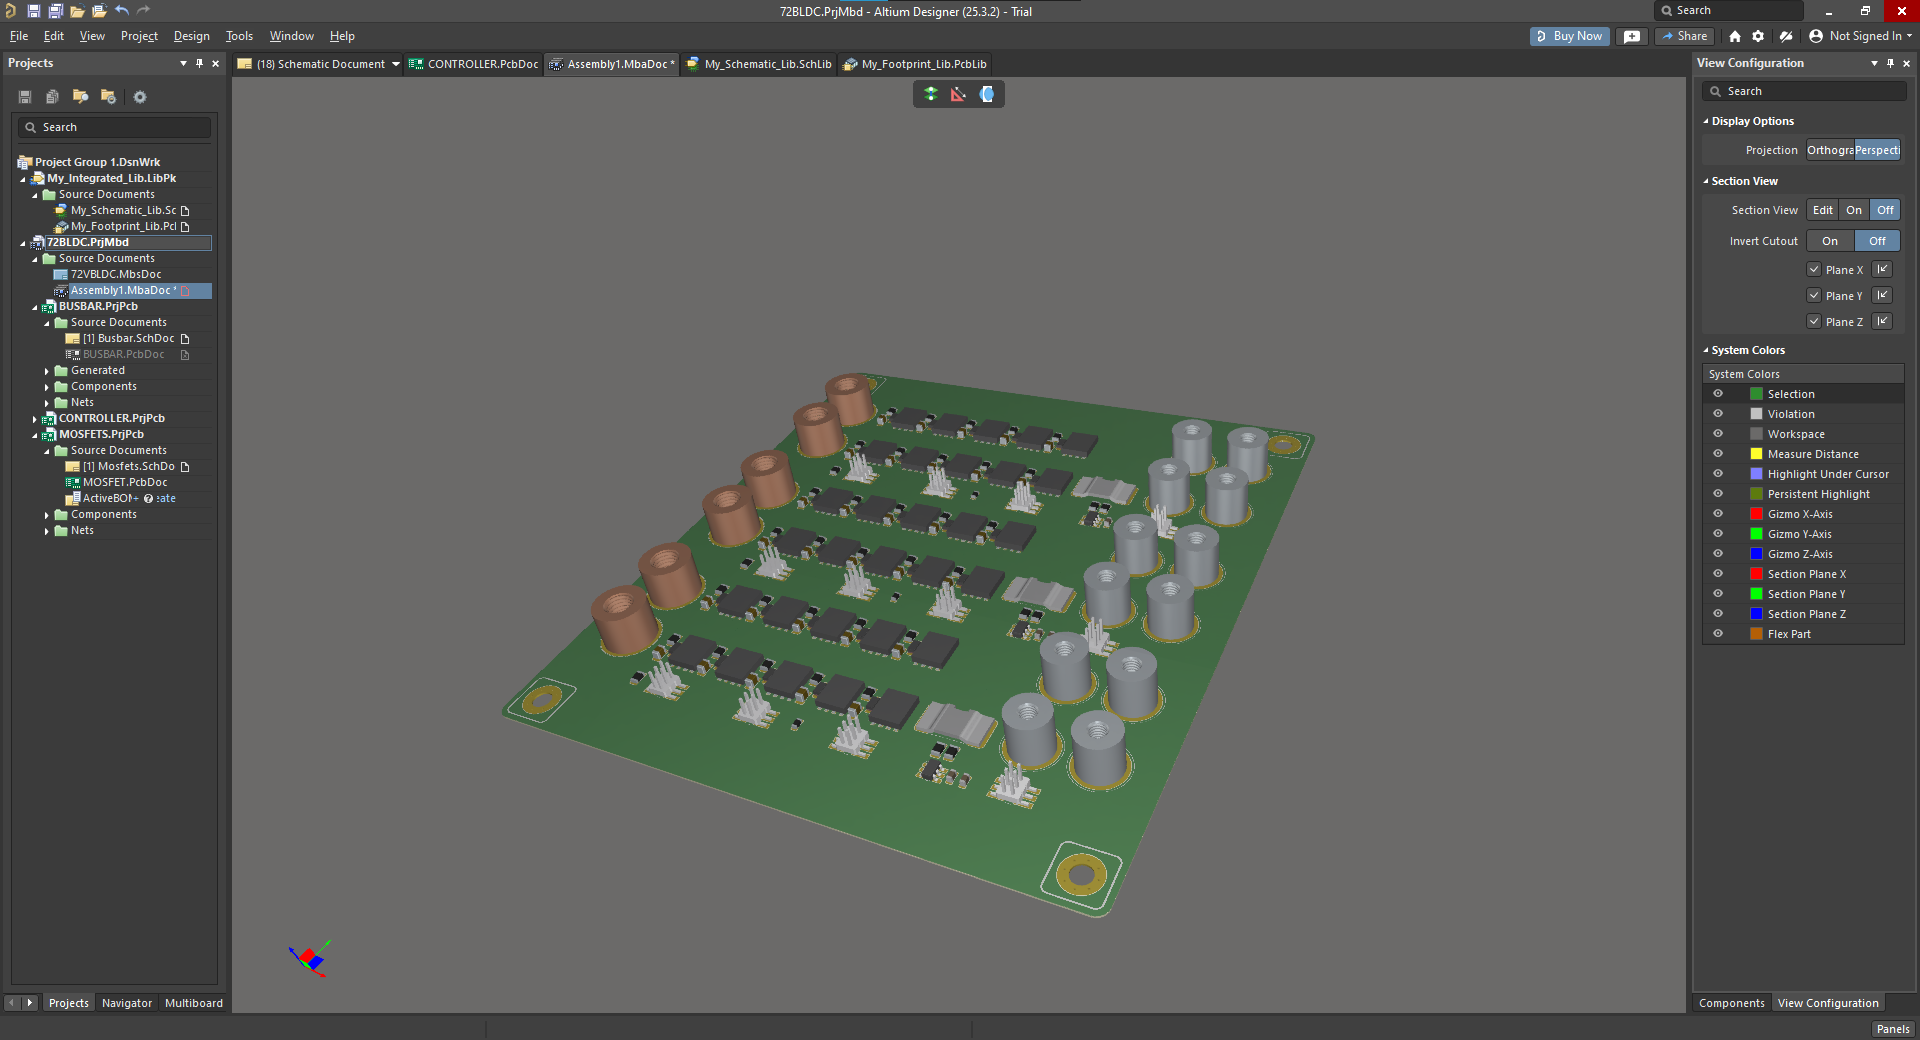 72BLDC.PrjMbd - Altium Designer (25.3.2) - Trial
Search
File Edit View Project Design Tools Window Help
Buy Now
Share
Not Signed In
Projects
(18) Schematic Document
CONTROLLER.PcbDoc
Assembly1.MbaDoc *
My_Schematic_Lib.SchLib
My_Footprint_Lib.PcbLib
Search
Project Group 1.DsnWrk
My_Integrated_Lib.LibPk
Source Documents
My_Schematic_Lib.Sc
My_Footprint_Lib.Pcl
72BLDC.PrjMbd
Source Documents
72VBLDC.MbsDoc
Assembly1.MbaDoc *
BUSBAR.PrjPcb
Source Documents
[1] Busbar.SchDoc
BUSBAR.PcbDoc
Generated
Components
Nets
CONTROLLER.PrjPcb
MOSFETS.PrjPcb
Source Documents
[1] Mosfets.SchDo
MOSFET.PcbDoc
ActiveBOM
Components
Nets
Projects
Navigator
Multiboard
View Configuration
Search
Display Options
Projection Orthogra Perspecti
Section View
Section View Edit On Off
Invert Cutout On Off
Plane X
Plane Y
Plane Z
System Colors
System Colors
Selection
Violation
Workspace
Measure Distance
Highlight Under Cursor
Persistent Highlight
Gizmo X-Axis
Gizmo Y-Axis
Gizmo Z-Axis
Section Plane X
Section Plane Y
Section Plane Z
Flex Part
Components
View Configuration
Panels